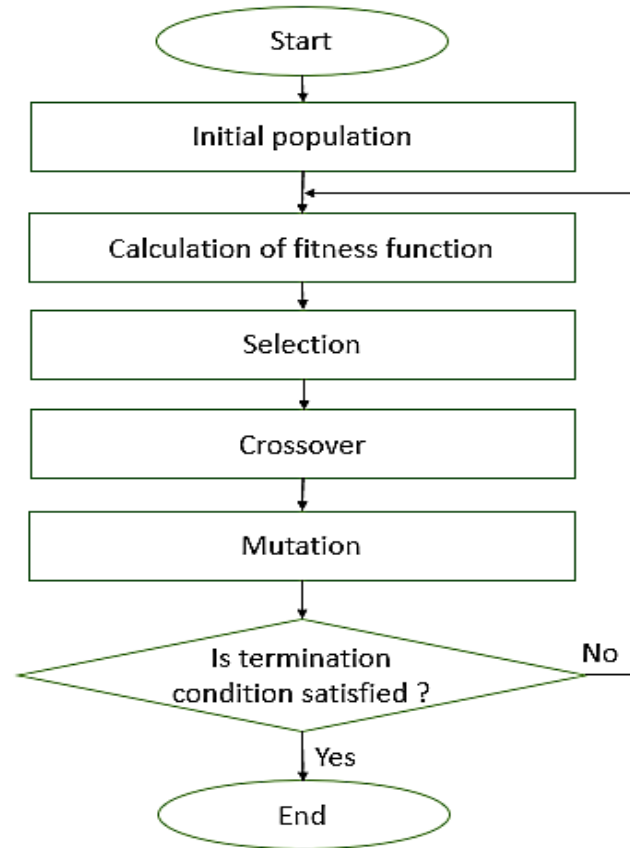 Start
Initial population
Calculation of fitness function
Selection
Crossover
Mutation
Is termination
condition satisfied ?
No
Yes
End